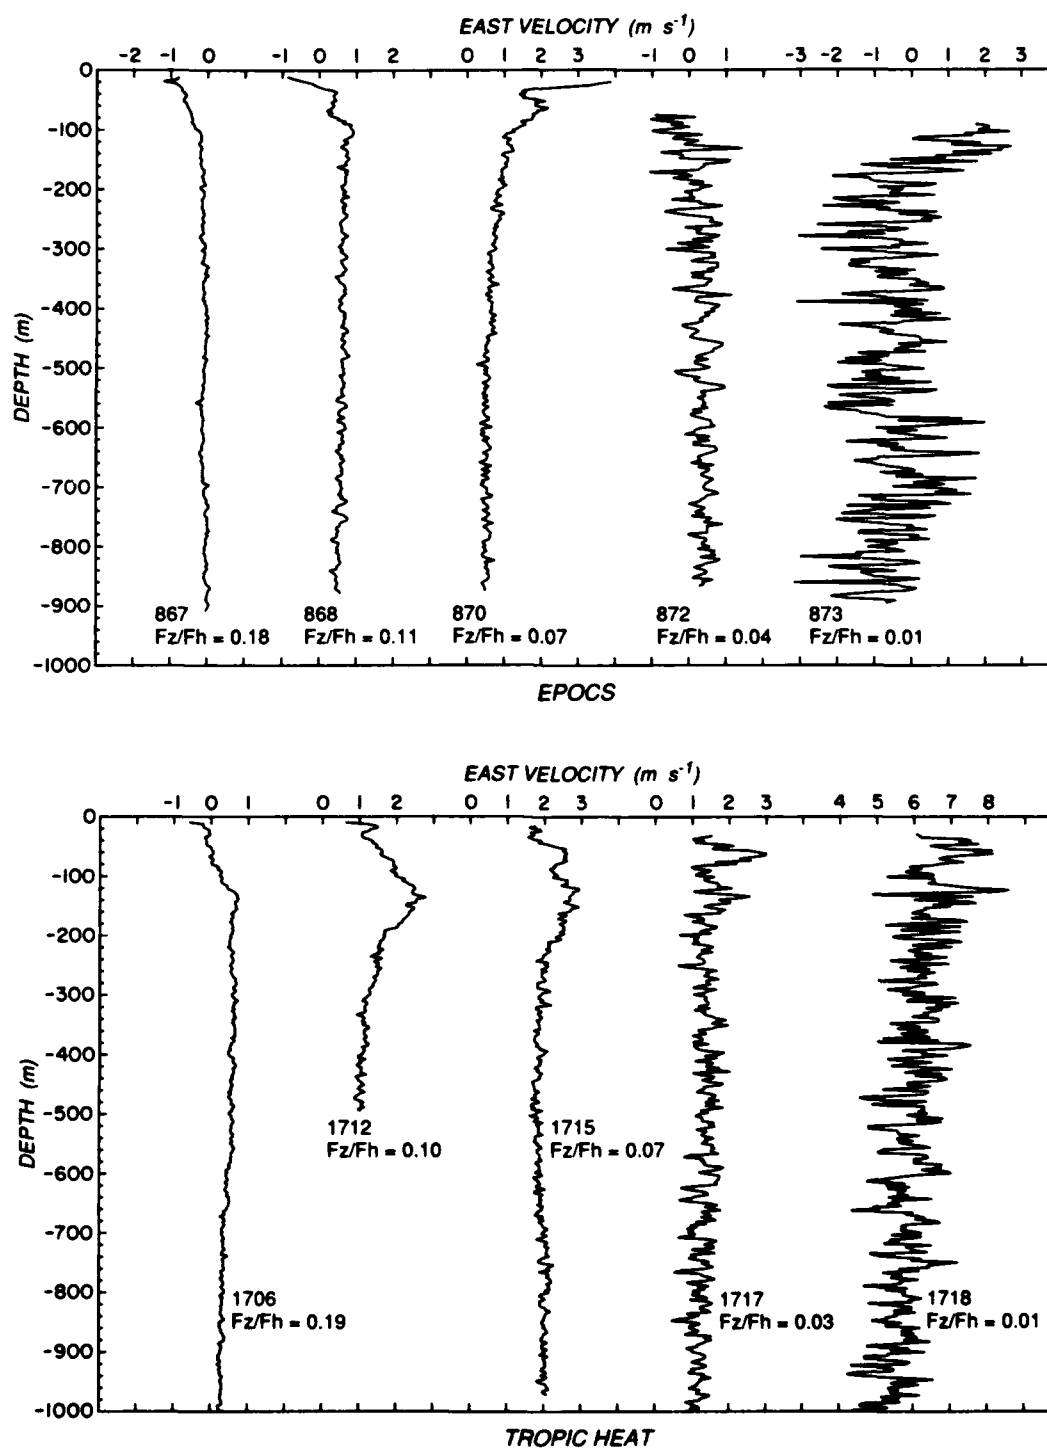 EAST VELOCITY (m s-1)
-2 -1 0 -1 0 1 0 1 2 3 -1 0 1 -3 -2 -1 0 1 2 3
0
-100
-200
-300
-400
-500
-600
-700
-800
-900
-1000
DEPTH (m)
867
Fz/Fh = 0.18
868
Fz/Fh = 0.11
870
Fz/Fh = 0.07
872
Fz/Fh = 0.04
873
Fz/Fh = 0.01
EPOCS
EAST VELOCITY (m s-1)
-1 0 1 0 1 2 0 1 2 3 0 1 2 3 4 5 6 7 8
0
-100
-200
-300
-400
-500
-600
-700
-800
-900
-1000
DEPTH (m)
1706
Fz/Fh = 0.19
1712
Fz/Fh = 0.10
1715
Fz/Fh = 0.07
1717
Fz/Fh = 0.03
1718
Fz/Fh = 0.01
TROPIC HEAT